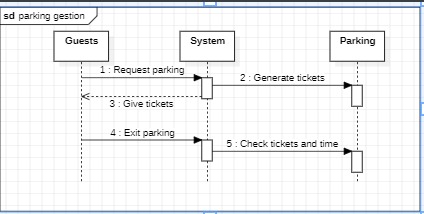 sd parking gestion
Guests
System
Parking
1 : Request parking
2 : Generate tickets
3 : Give tickets
4 : Exit parking
5 : Check tickets and time